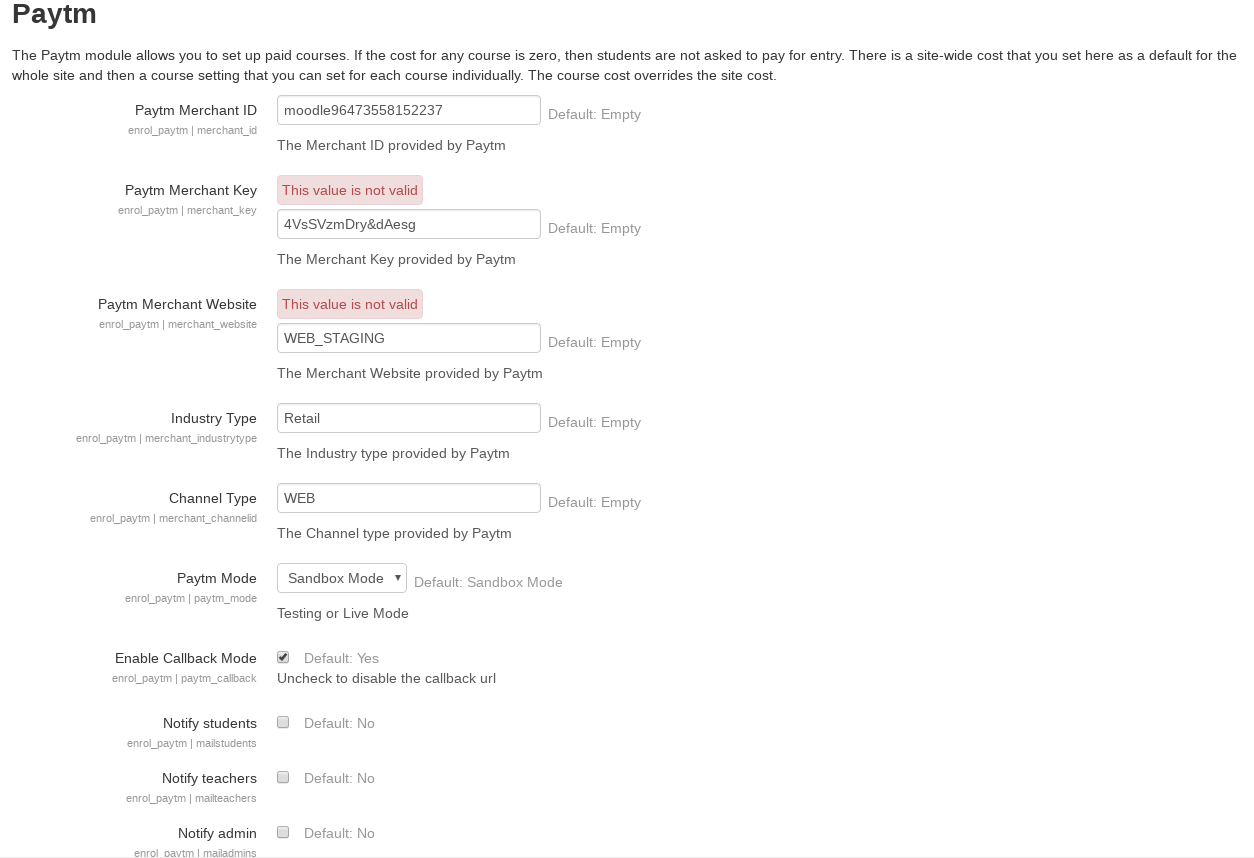 Paytm
The Paytm module allows you to set up paid courses. If the cost for any course is zero, then students are not asked to pay for entry. There is a site-wide cost that you set here as a default for the
whole site and then a course setting that you can set for each course individually. The course cost overrides the site cost.
Paytm Merchant ID moodle96473558152237 Default: Empty
enrol_paytm | merchant_id
The Merchant ID provided by Paytm
Paytm Merchant Key This value is not valid
enrol_paytm | merchant_key
4VsSVzmDry&dAesg Default: Empty
The Merchant Key provided by Paytm
Paytm Merchant Website This value is not valid
enrol_paytm | merchant_website
WEB_STAGING Default: Empty
The Merchant Website provided by Paytm
Industry Type Retail Default: Empty
enrol_paytm | merchant_industrytype
The Industry type provided by Paytm
Channel Type WEB Default: Empty
enrol_paytm | merchant_channelid
The Channel type provided by Paytm
Paytm Mode Sandbox Mode Default: Sandbox Mode
enrol_paytm | paytm_mode
Testing or Live Mode
Enable Callback Mode Default: Yes
enrol_paytm | paytm_callback Uncheck to disable the callback url
Notify students Default: No
enrol_paytm | mailstudents
Notify teachers Default: No
enrol_paytm | mailteachers
Notify admin Default: No
enrol_paytm | mailadmins